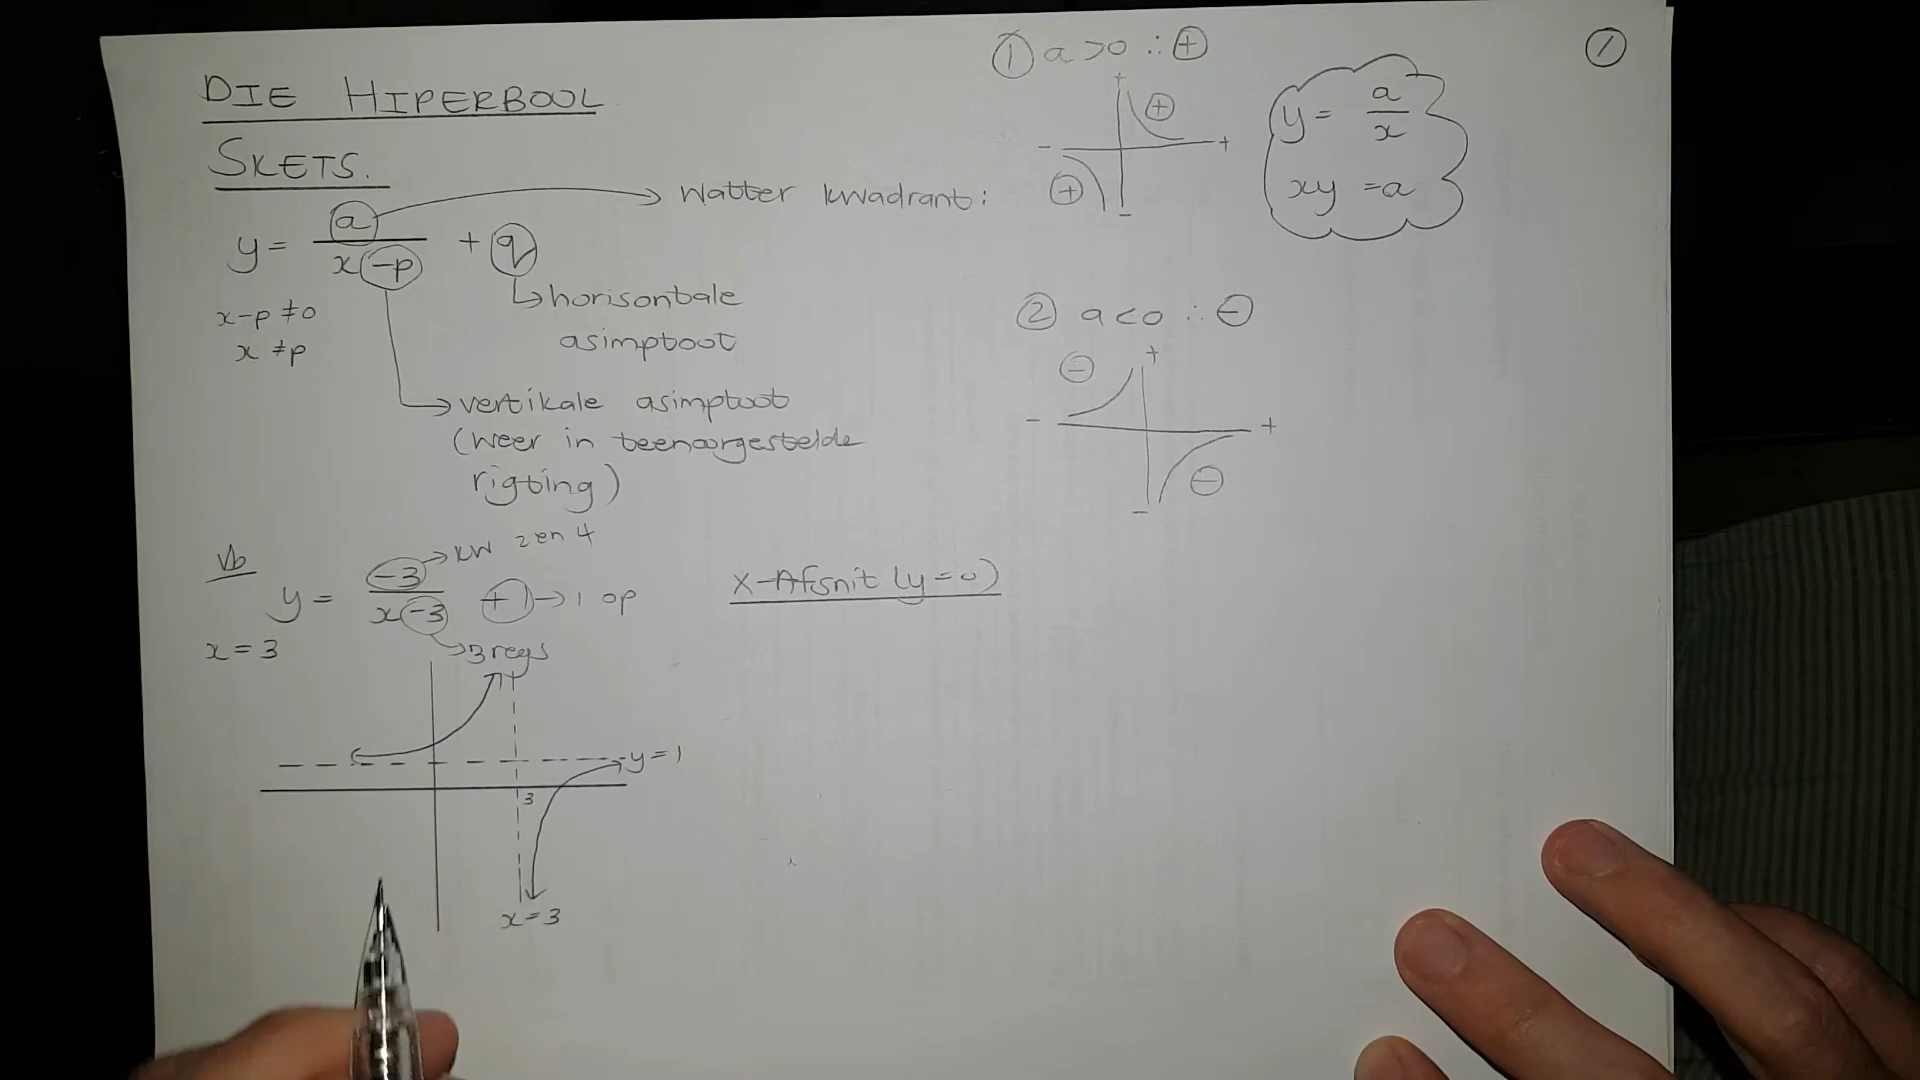 DIE HIPERBOOL
SKETS.
y = a / x - p + q
→ Watter kwadrant:
x - p ≠ 0
x ≠ p
→ horisontale
asimptoot
→ vertikale asimptoot
(weer in teenoorgestelde
rigting)
① a > 0 ∴ ⊕
+
⊕
- +
⊕
-
y = a / x
xy = a
1
② a < 0 ∴ ⊖
⊖ +
- +
⊖
-
Vb
y = -3 / x - 3 + 1 → 1 op
→ KW 2 en 4
x = 3
→ 3 regs
y = 1
3
x = 3
X-Afsnit (y = 0)